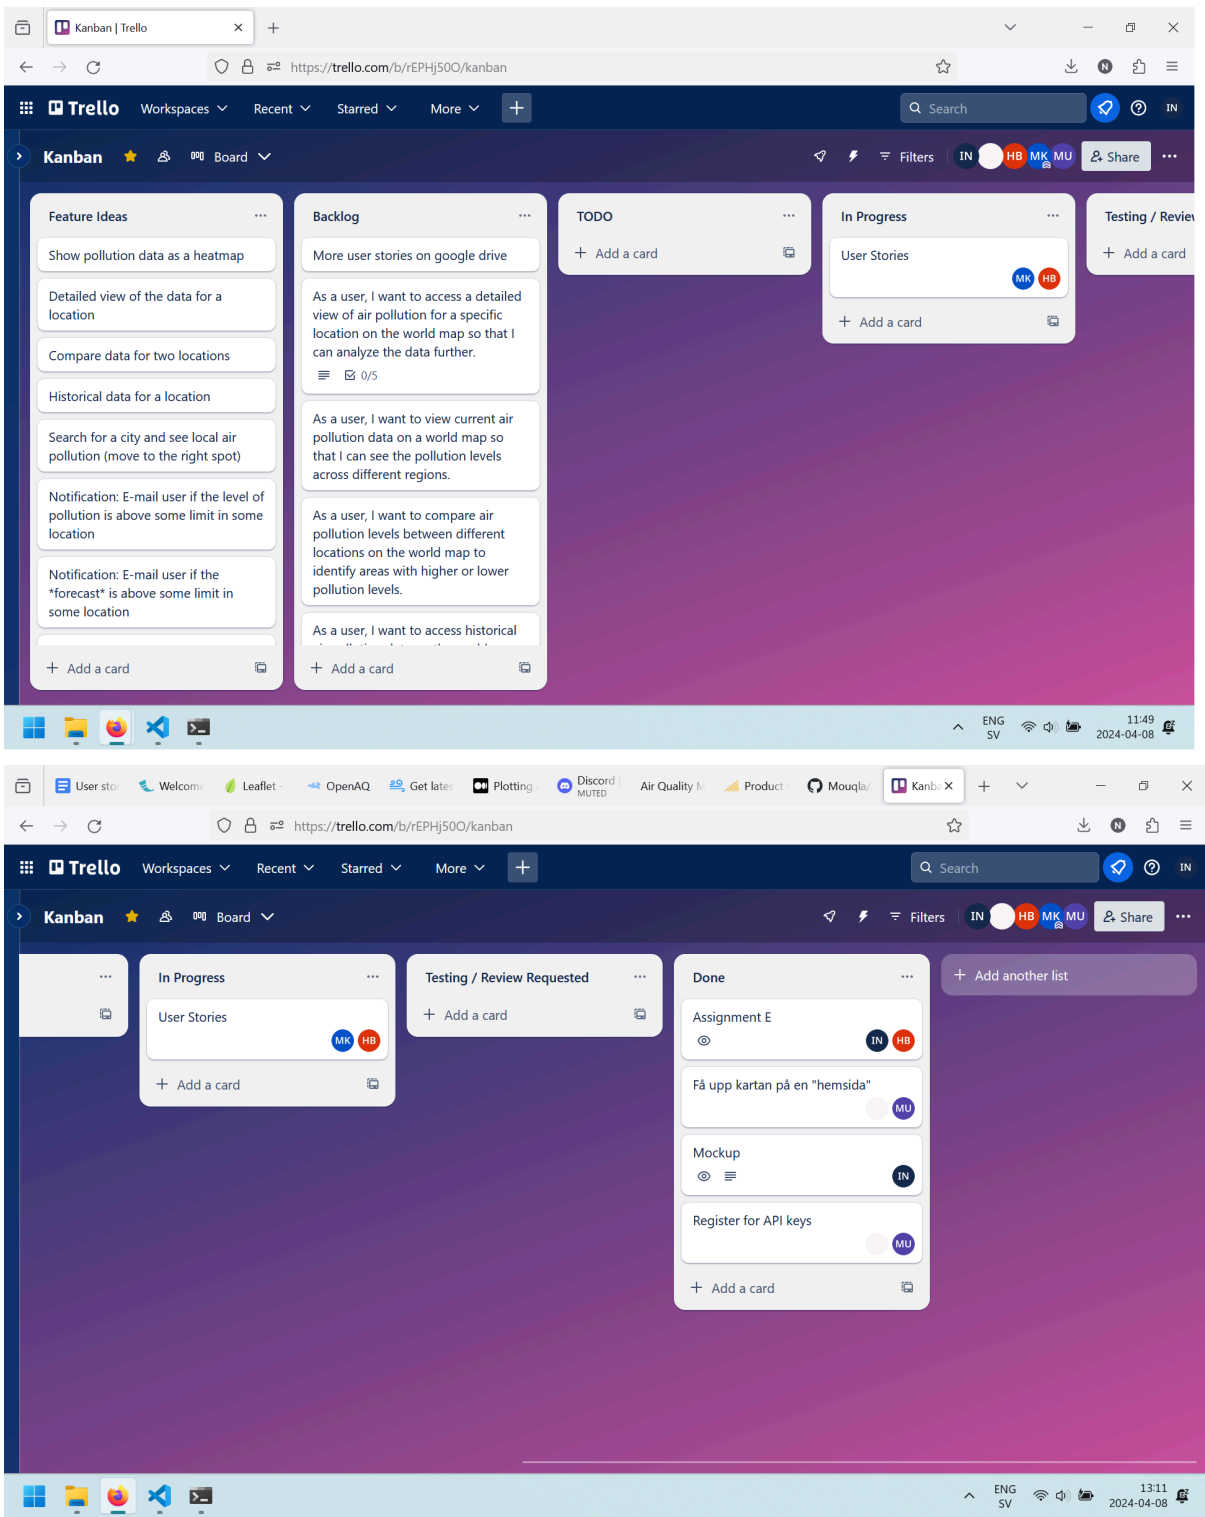 Kanban | Trello
https://trello.com/b/rEPHj50O/kanban
N
Trello Workspaces Recent Starred More Search IN
Kanban Board Filters IN HB MK MU Share
Feature Ideas
Show pollution data as a heatmap
Detailed view of the data for a
location
Compare data for two locations
Historical data for a location
Search for a city and see local air
pollution (move to the right spot)
Notification: E-mail user if the level of
pollution is above some limit in some
location
Notification: E-mail user if the
*forecast* is above some limit in
some location
Add a card
Backlog
More user stories on google drive
As a user, I want to access a detailed
view of air pollution for a specific
location on the world map so that I
can analyze the data further.
0/5
As a user, I want to view current air
pollution data on a world map so
that I can see the pollution levels
across different regions.
As a user, I want to compare air
pollution levels between different
locations on the world map to
identify areas with higher or lower
pollution levels.
As a user, I want to access historical
Add a card
TODO
Add a card
In Progress
User Stories
MK HB
Add a card
Testing / Review
Add a card
ENG
SV
11:49
2024-04-08
User sto Welcome Leaflet - OpenAQ Get lates Plotting Discord MUTED Air Quality M Product Mouqla/ Kanba
https://trello.com/b/rEPHj50O/kanban
N
Trello Workspaces Recent Starred More Search IN
Kanban Board Filters IN HB MK MU Share
In Progress
User Stories
MK HB
Add a card
Testing / Review Requested
Add a card
Done
Assignment E
IN HB
Få upp kartan på en "hemsida"
MU
Mockup
IN
Register for API keys
MU
Add a card
Add another list
ENG
SV
13:11
2024-04-08